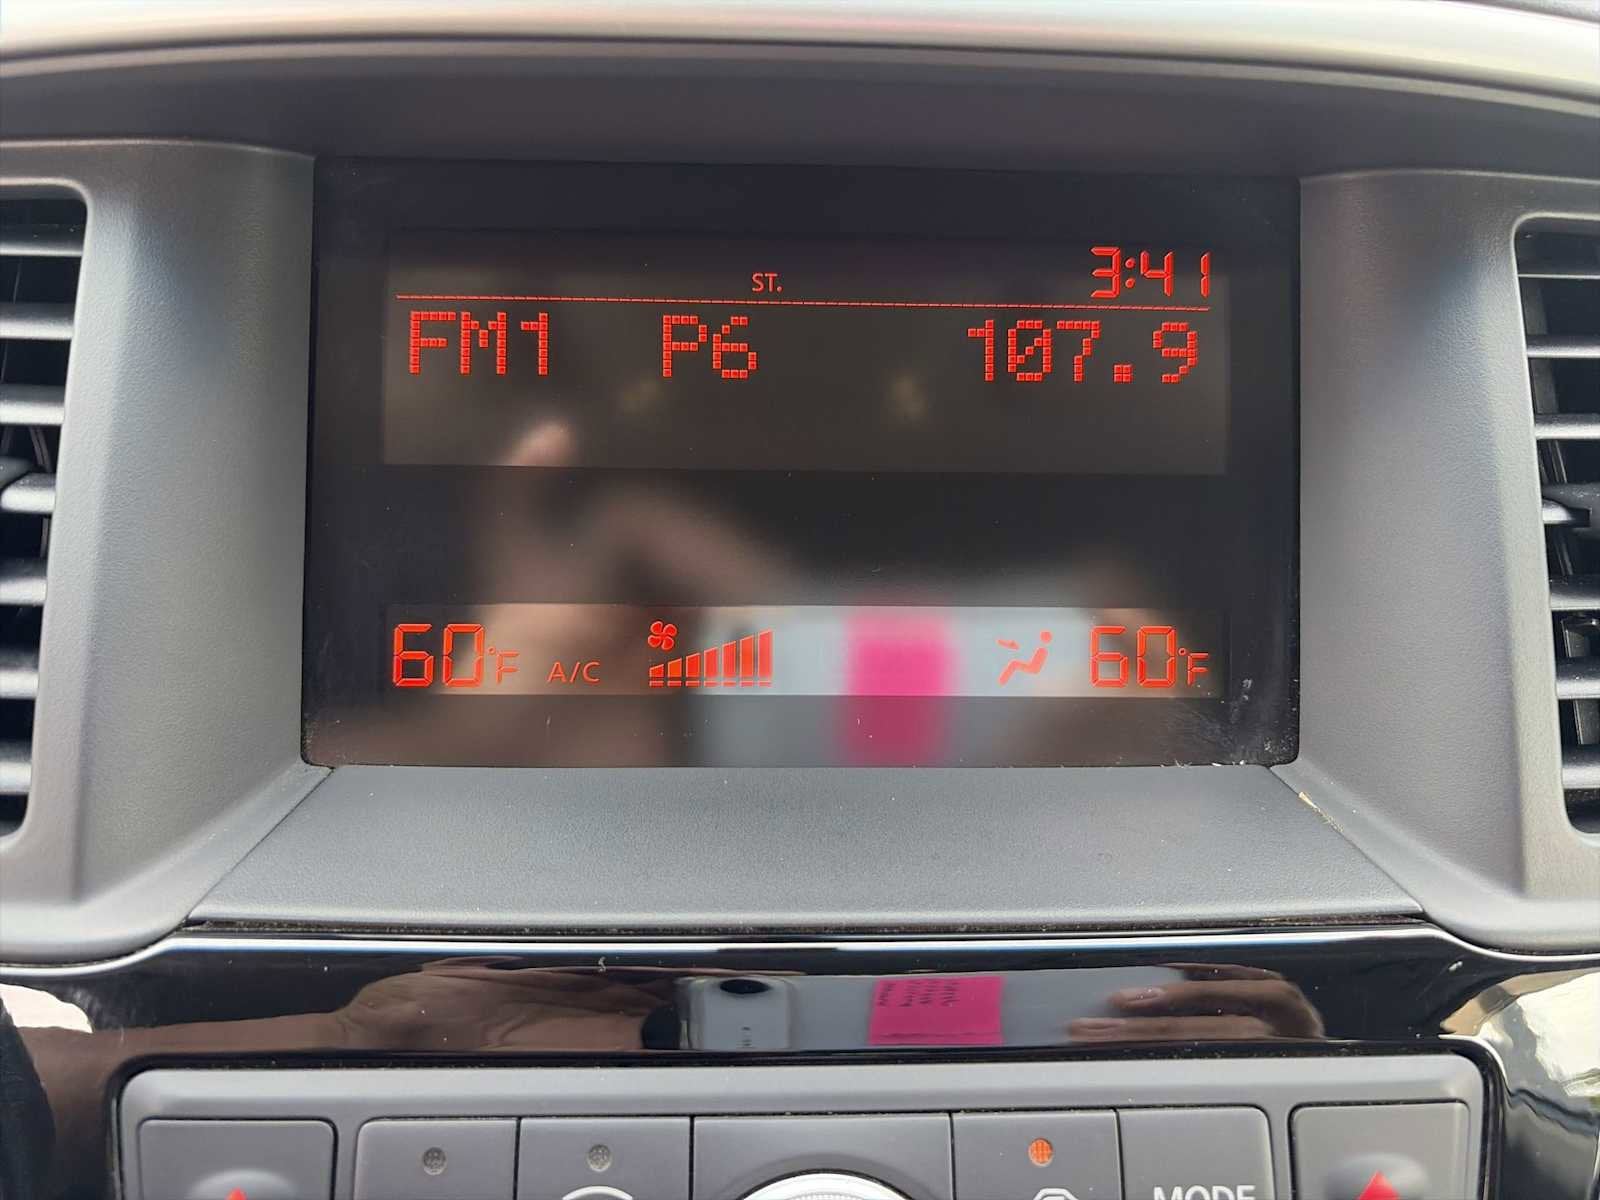 ST. 3:41
FM1 P6 107.9
60°F A/C 60°F
MODE